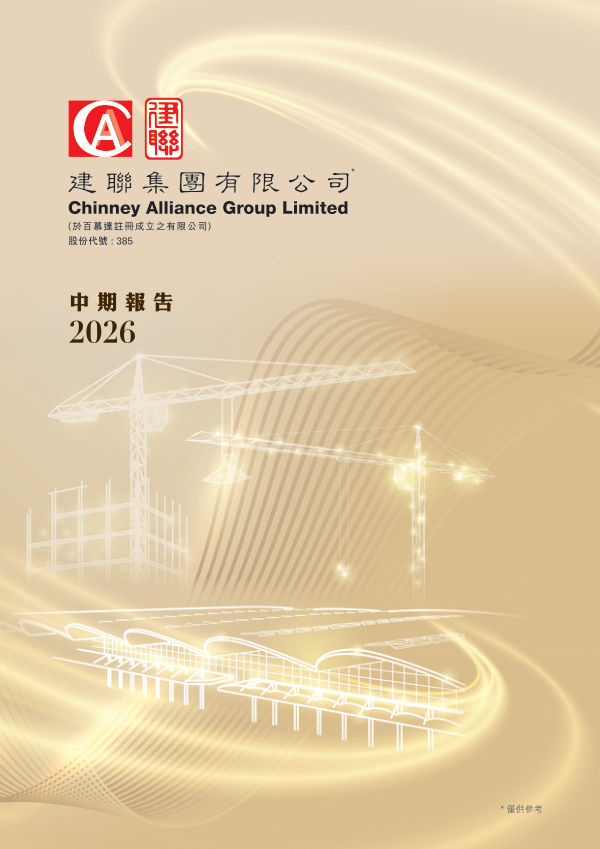 CA
建聯
建聯集團有限公司*
Chinney Alliance Group Limited
(於百慕達註冊成立之有限公司)
股份代號 : 385
中期報告
2026
* 僅供參考